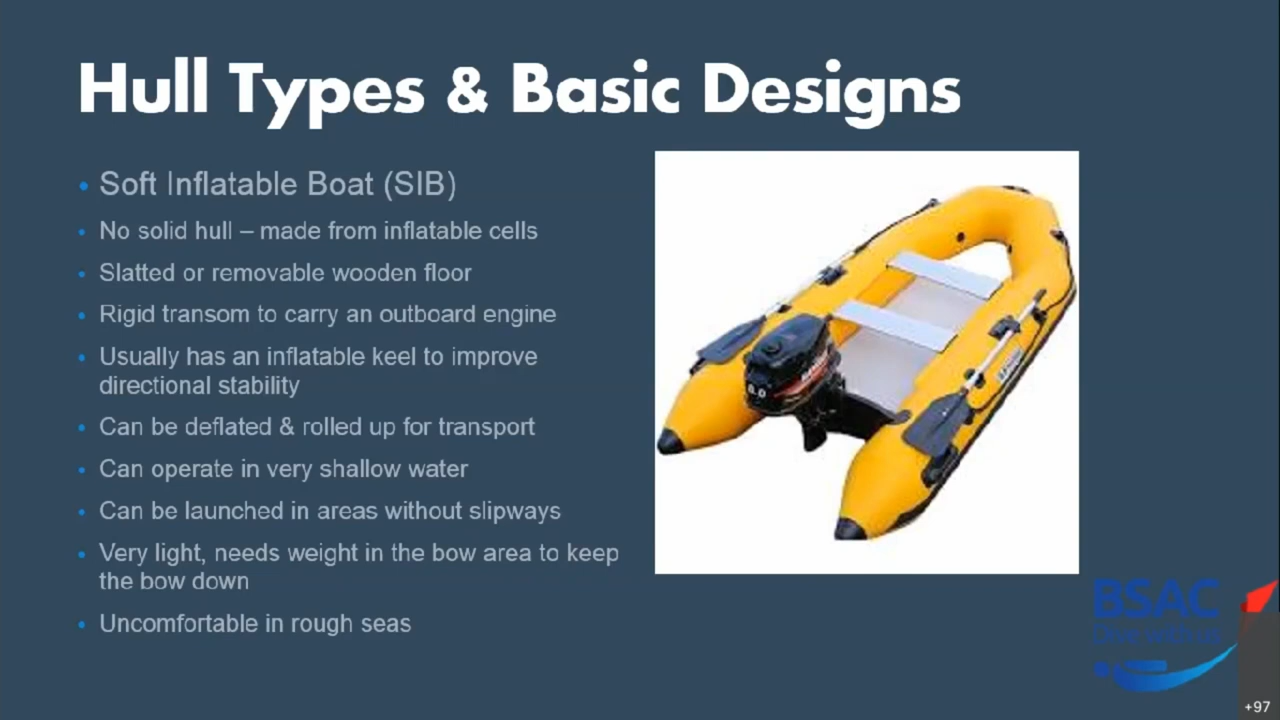 Hull Types & Basic Designs
• Soft Inflatable Boat (SIB)
• No solid hull – made from inflatable cells
• Slatted or removable wooden floor
• Rigid transom to carry an outboard engine
• Usually has an inflatable keel to improve
directional stability
• Can be deflated & rolled up for transport
• Can operate in very shallow water
• Can be launched in areas without slipways
• Very light, needs weight in the bow area to keep
the bow down
• Uncomfortable in rough seas
BSAC
Dive with us
+97